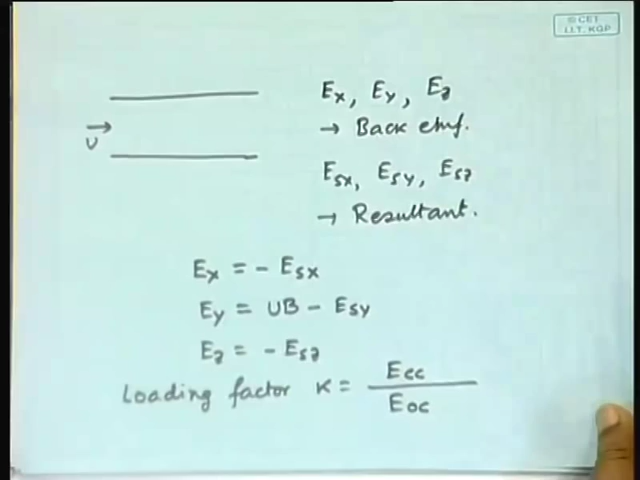 © CET
I.I.T. KGP
Ex, Ey, Ez
→ Back emf.
U
Esx, Esy, Esz
→ Resultant.
Ex = - Esx
Ey = UB - Esy
Ez = - Esz
Loading factor K = Ecc / Eoc